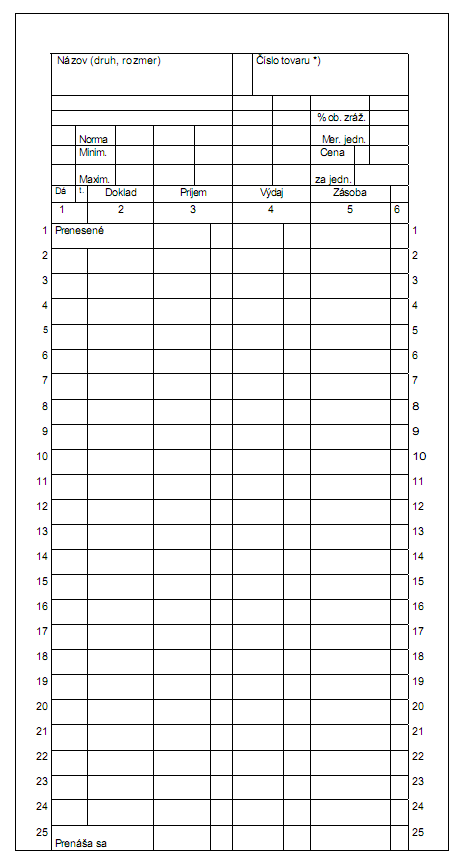 Názov (druh, rozmer) Číslo tovaru *)
% ob. zráž.
Norma Mer. jedn.
Minim. Cena
Maxim. za jedn.
Dá t. Doklad Príjem Výdaj Zásoba
1 2 3 4 5 6
1 Prenesené 1
2 2
3 3
4 4
5 5
6 6
7 7
8 8
9 9
10 10
11 11
12 12
13 13
14 14
15 15
16 16
17 17
18 18
19 19
20 20
21 21
22 22
23 23
24 24
25 25
Prenáša sa